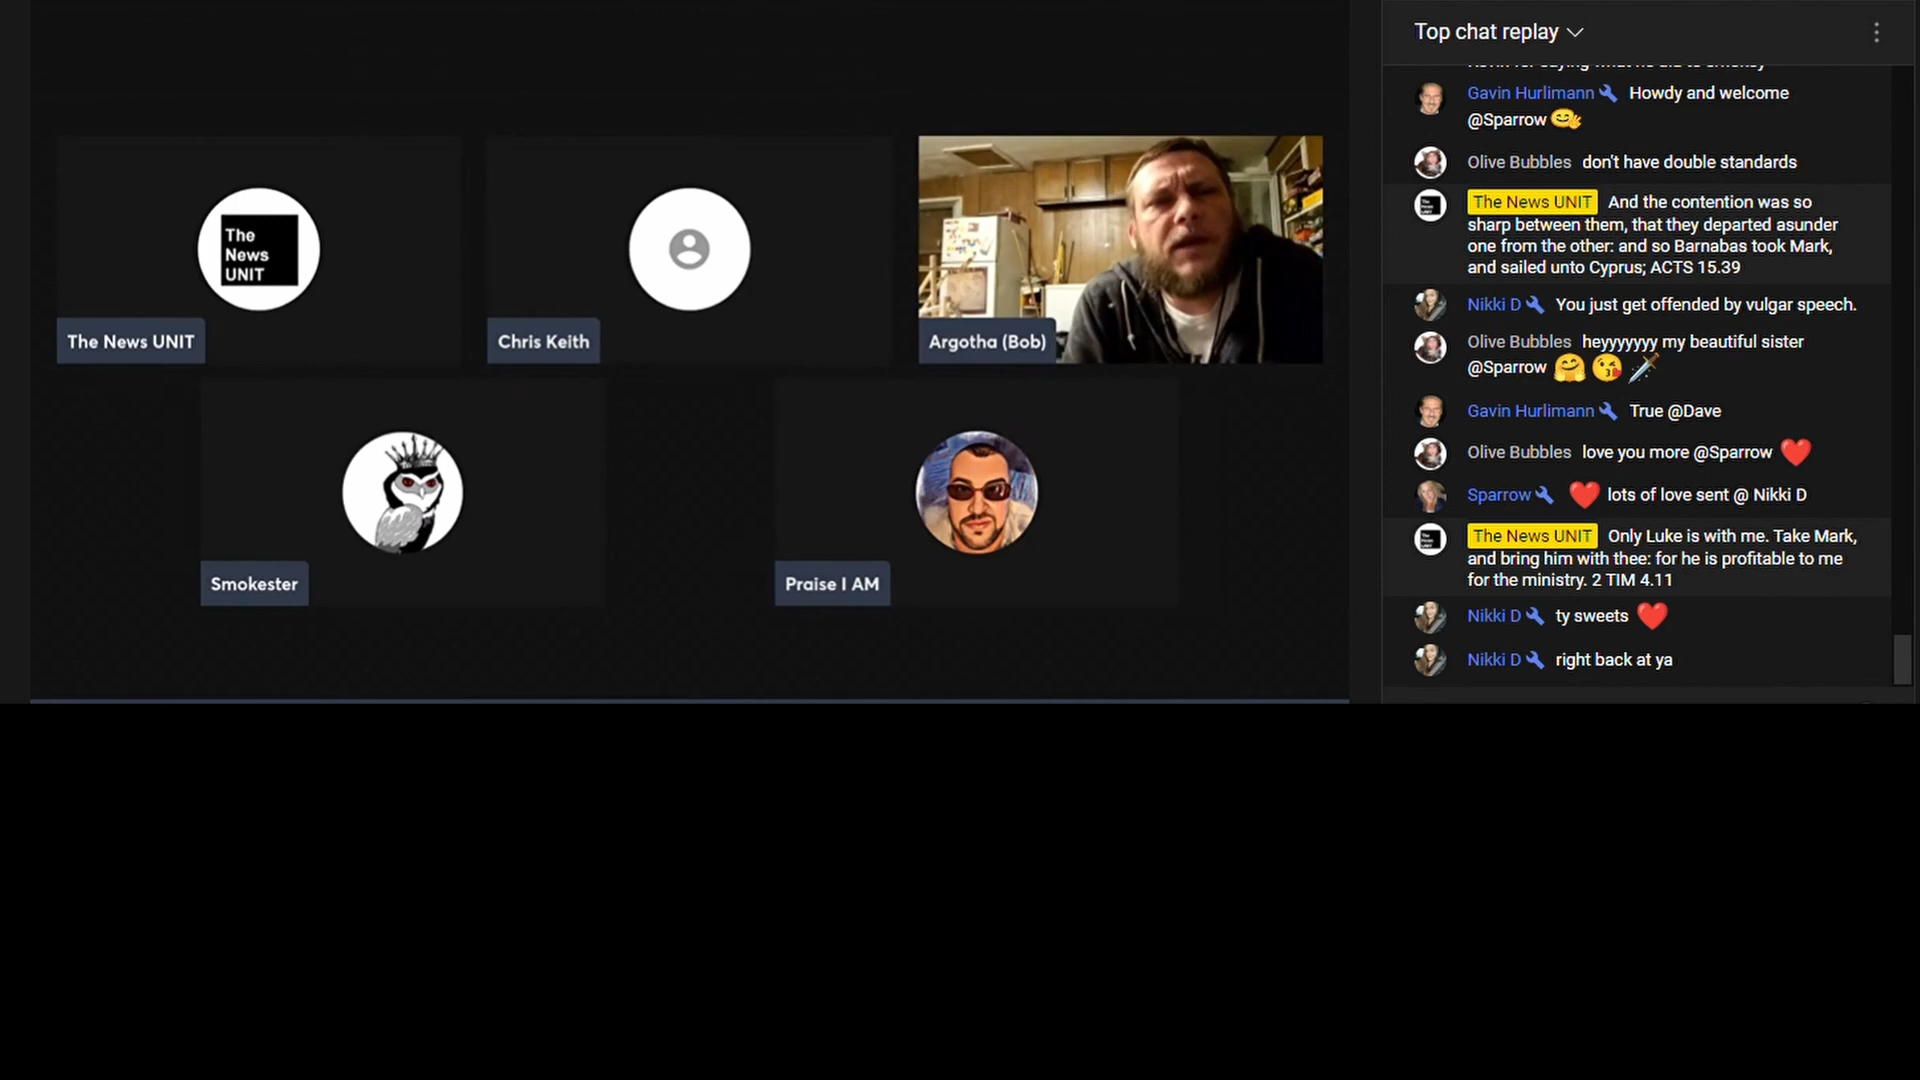 The
News
UNIT
The News UNIT
Chris Keith
Argotha (Bob)
Smokester
Praise I AM
Top chat replay
Gavin Hurlimann Howdy and welcome
@Sparrow
Olive Bubbles don't have double standards
The News UNIT And the contention was so
sharp between them, that they departed asunder
one from the other: and so Barnabas took Mark,
and sailed unto Cyprus; ACTS 15.39
Nikki D You just get offended by vulgar speech.
Olive Bubbles heyyyyyyy my beautiful sister
@Sparrow
Gavin Hurlimann True @Dave
Olive Bubbles love you more @Sparrow
Sparrow lots of love sent @ Nikki D
The News UNIT Only Luke is with me. Take Mark,
and bring him with thee: for he is profitable to me
for the ministry. 2 TIM 4.11
Nikki D ty sweets
Nikki D right back at ya